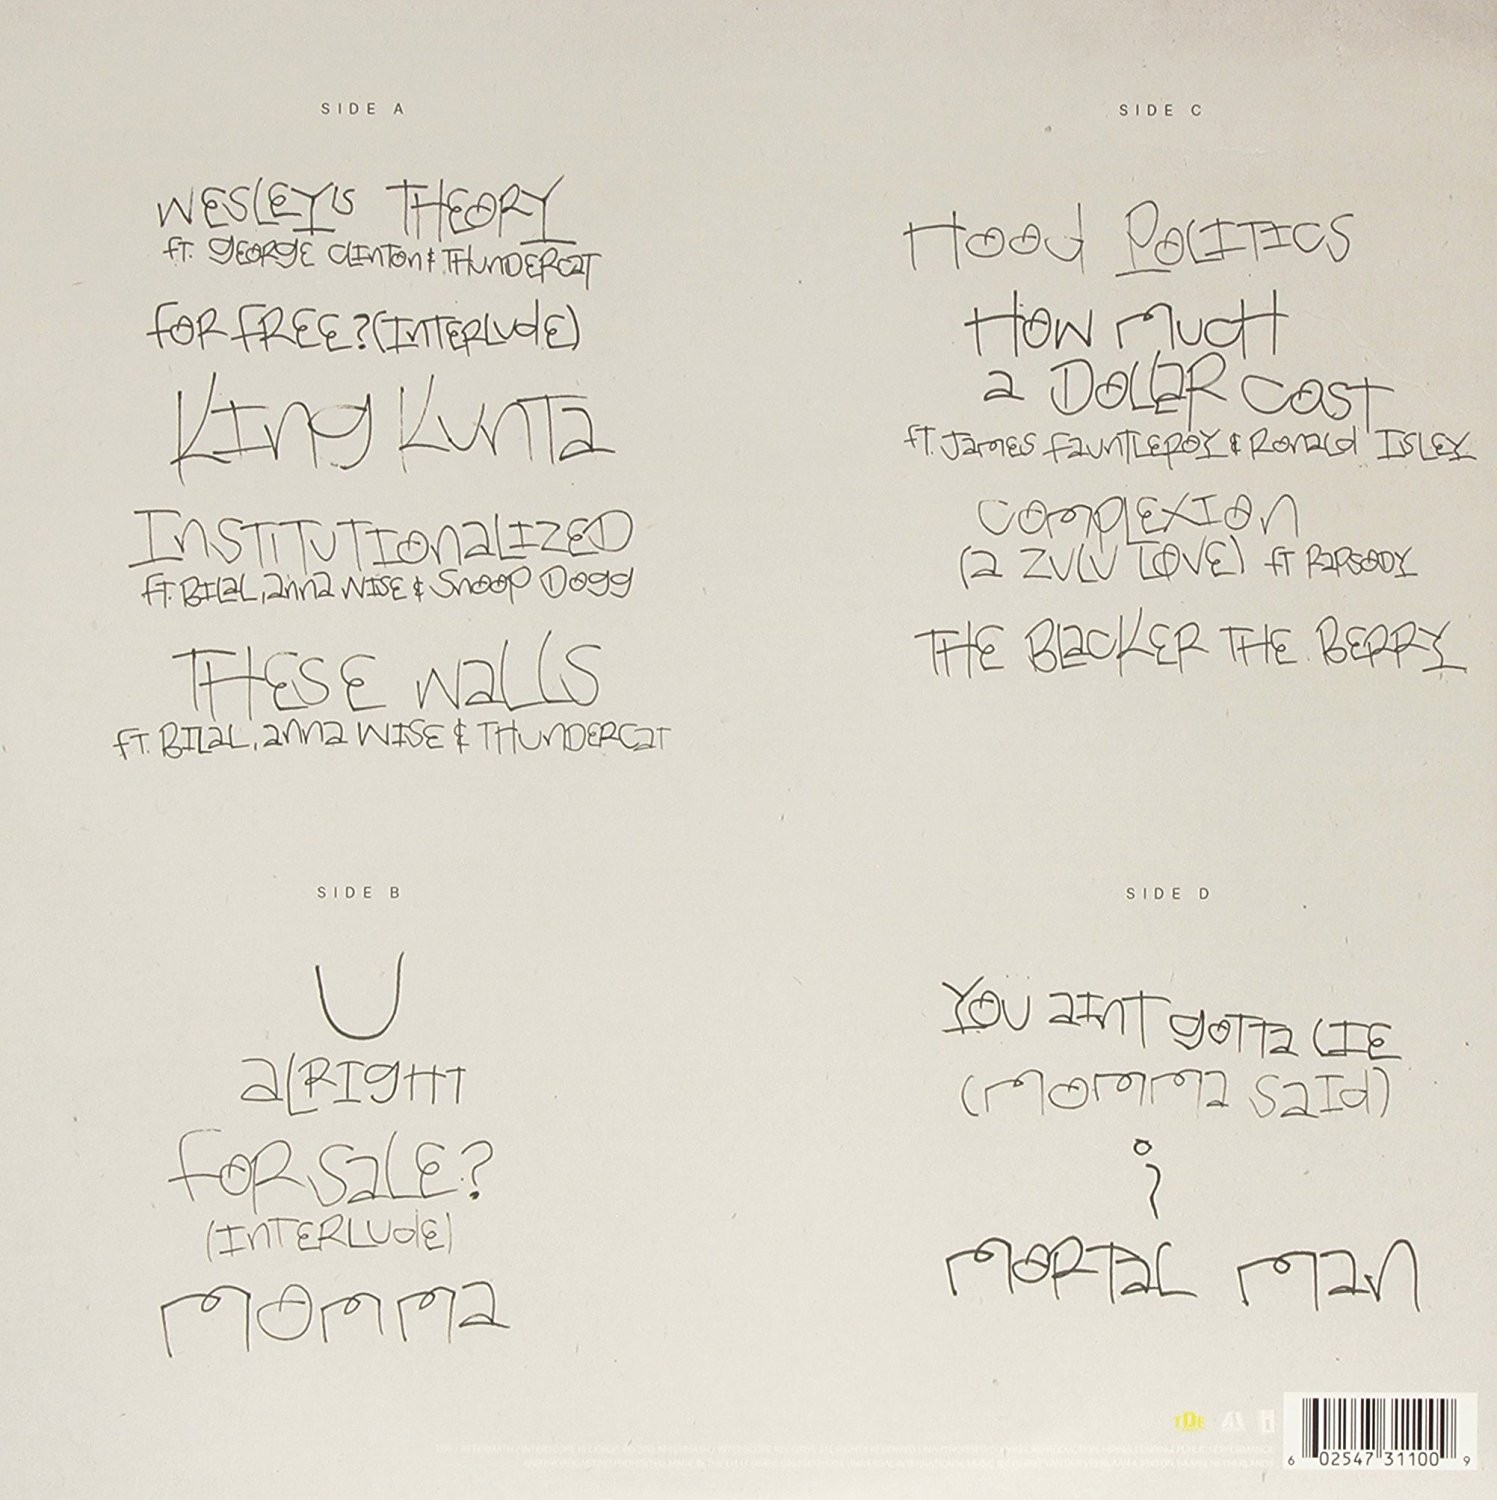 SIDE A
WESLEY'S THEORY
ft. GEORGE CLINTON & THUNDERCAT
FOR FREE? (INTERLUDE)
KING KUNTA
INSTITUTIONALIZED
ft. BILAL, anna WISE & SNOOP DOGG
THESE WALLS
ft. BILAL, anna WISE & THUNDERCAT
SIDE B
U
aLRIGHT
FOR SALE?
(INTERLUDE)
MOMMA
SIDE C
HOOD POLITICS
HOW MUCH
a DOLLAR COST
ft. JAMES FAUNTLEROY & RONALD ISLEY
COMPLEXION
(a ZULU LOVE) ft RAPSODY
THE BLACKER THE BERRY
SIDE D
YOU AINT GOTTA LIE
(MOMMA SAID)
i
MORTAL MAN
TDE
6 02547 31100 9